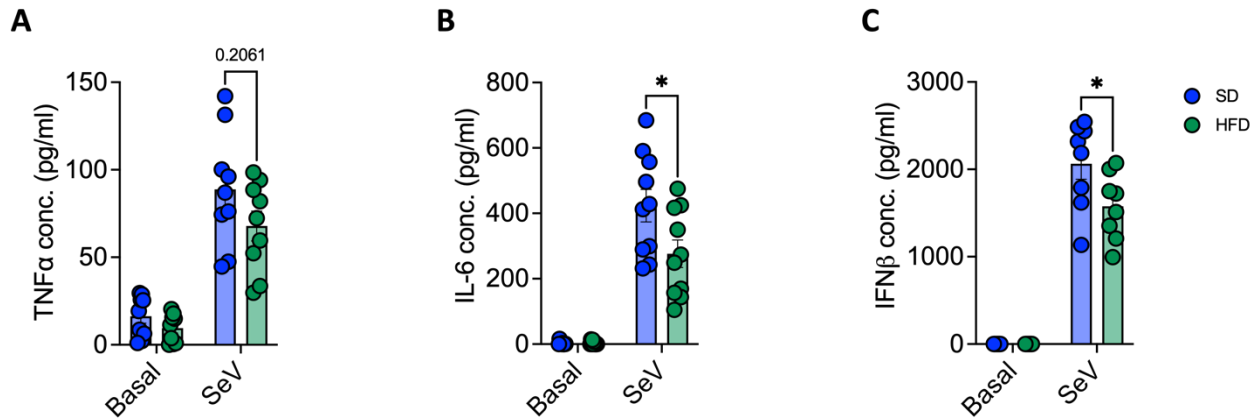 A
TNFα conc. (pg/ml)
150
100
50
0
0.2061
Basal
SeV
B
IL-6 conc. (pg/ml)
800
600
400
200
0
*
Basal
SeV
C
IFNβ conc. (pg/ml)
3000
2000
1000
0
*
Basal
SeV
SD
HFD